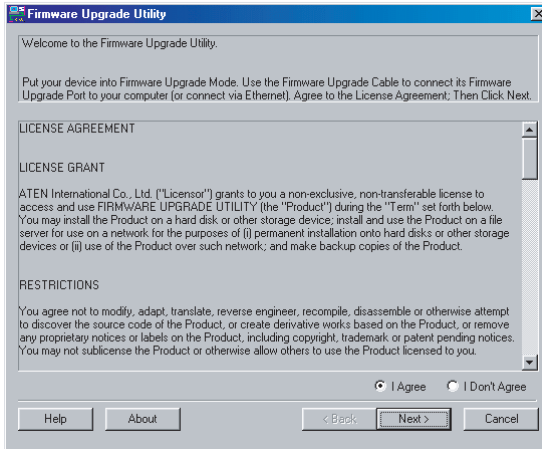 Firmware Upgrade Utility
Welcome to the Firmware Upgrade Utility.
Put your device into Firmware Upgrade Mode. Use the Firmware Upgrade Cable to connect its Firmware
Upgrade Port to your computer (or connect via Ethernet). Agree to the License Agreement; Then Click Next.
LICENSE AGREEMENT
LICENSE GRANT
ATEN International Co., Ltd. ("Licensor") grants to you a non-exclusive, non-transferable license to
access and use FIRMWARE UPGRADE UTILITY (the "Product") during the "Term" set forth below.
You may install the Product on a hard disk or other storage device; install and use the Product on a file
server for use on a network for the purposes of (i) permanent installation onto hard disks or other storage
devices or (ii) use of the Product over such network; and make backup copies of the Product.
RESTRICTIONS
You agree not to modify, adapt, translate, reverse engineer, recompile, disassemble or otherwise attempt
to discover the source code of the Product, or create derivative works based on the Product, or remove
any proprietary notices or labels on the Product, including copyright, trademark or patent pending notices.
You may not sublicense the Product or otherwise allow others to use the Product licensed to you.
I Agree I Don't Agree
Help About < Back Next > Cancel